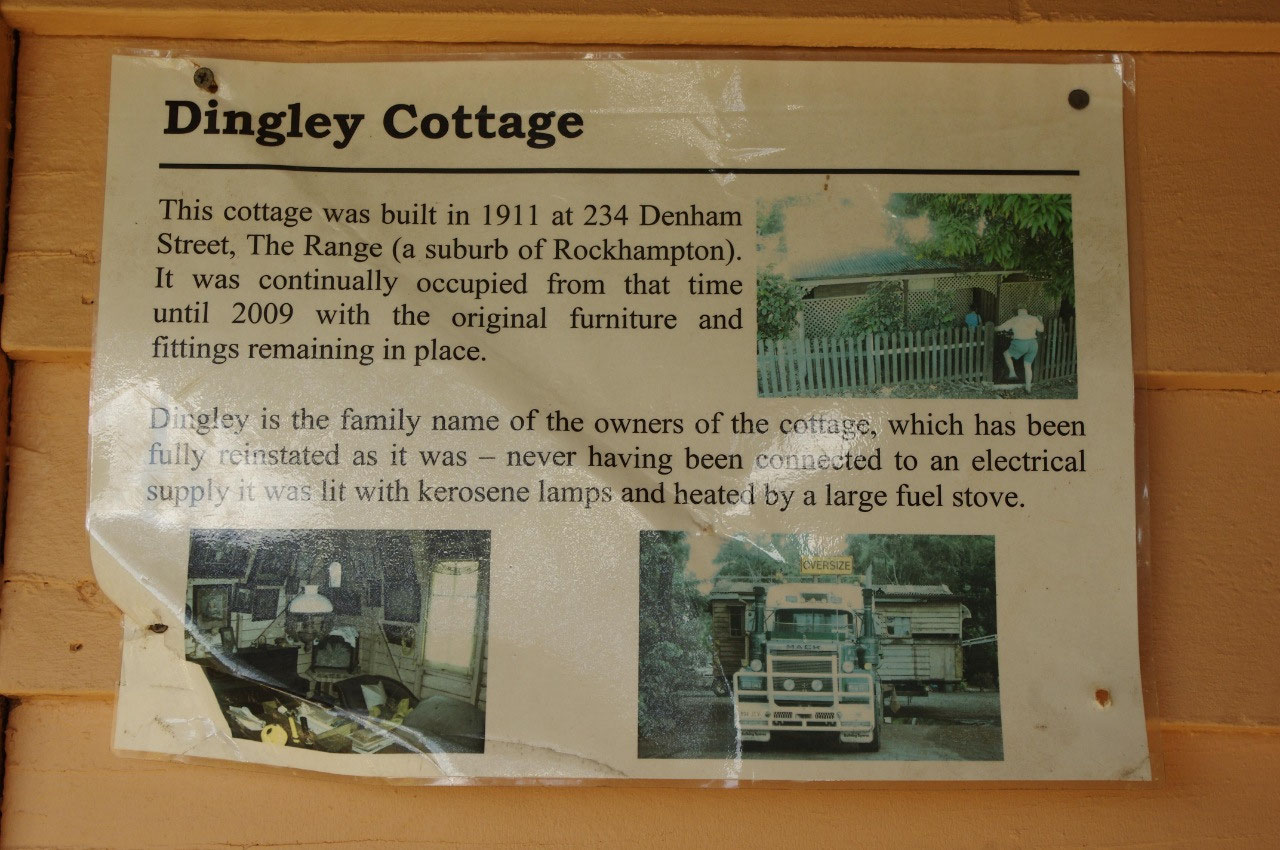 Dingley Cottage
This cottage was built in 1911 at 234 Denham
Street, The Range (a suburb of Rockhampton).
It was continually occupied from that time
until 2009 with the original furniture and
fittings remaining in place.
Dingley is the family name of the owners of the cottage, which has been
fully reinstated as it was – never having been connected to an electrical
supply it was lit with kerosene lamps and heated by a large fuel stove.
OVERSIZE
MACK